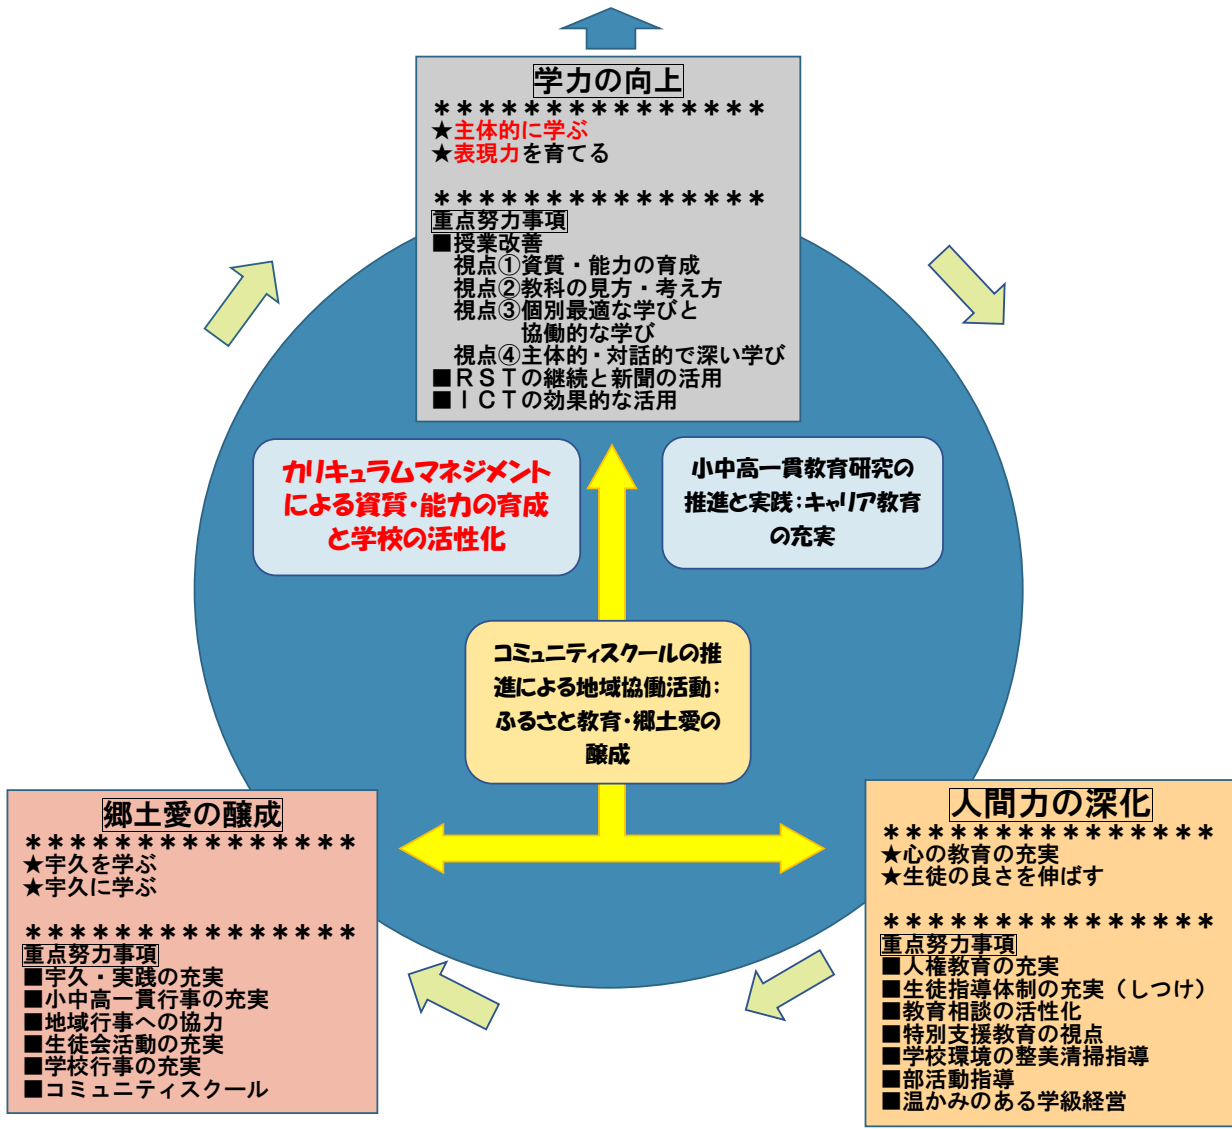 学力の向上
＊＊＊＊＊＊＊＊＊＊＊＊＊＊＊
★主体的に学ぶ
★表現力を育てる
＊＊＊＊＊＊＊＊＊＊＊＊＊＊＊
重点努力事項
■授業改善
視点①資質・能力の育成
視点②教科の見方・考え方
視点③個別最適な学びと
協働的な学び
視点④主体的・対話的で深い学び
■ＲＳＴの継続と新聞の活用
■ＩＣＴの効果的な活用
カリキュラムマネジメント
による資質・能力の育成
と学校の活性化
小中高一貫教育研究の
推進と実践：キャリア教育
の充実
コミュニティスクールの推
進による地域協働活動：
ふるさと教育・郷土愛の
醸成
郷土愛の醸成
＊＊＊＊＊＊＊＊＊＊＊＊＊＊＊
★宇久を学ぶ
★宇久に学ぶ
＊＊＊＊＊＊＊＊＊＊＊＊＊＊＊
重点努力事項
■宇久・実践の充実
■小中高一貫行事の充実
■地域行事への協力
■生徒会活動の充実
■学校行事の充実
■コミュニティスクール
人間力の深化
＊＊＊＊＊＊＊＊＊＊＊＊＊＊＊
★心の教育の充実
★生徒の良さを伸ばす
＊＊＊＊＊＊＊＊＊＊＊＊＊＊＊
重点努力事項
■人権教育の充実
■生徒指導体制の充実（しつけ）
■教育相談の活性化
■特別支援教育の視点
■学校環境の整美清掃指導
■部活動指導
■温かみのある学級経営